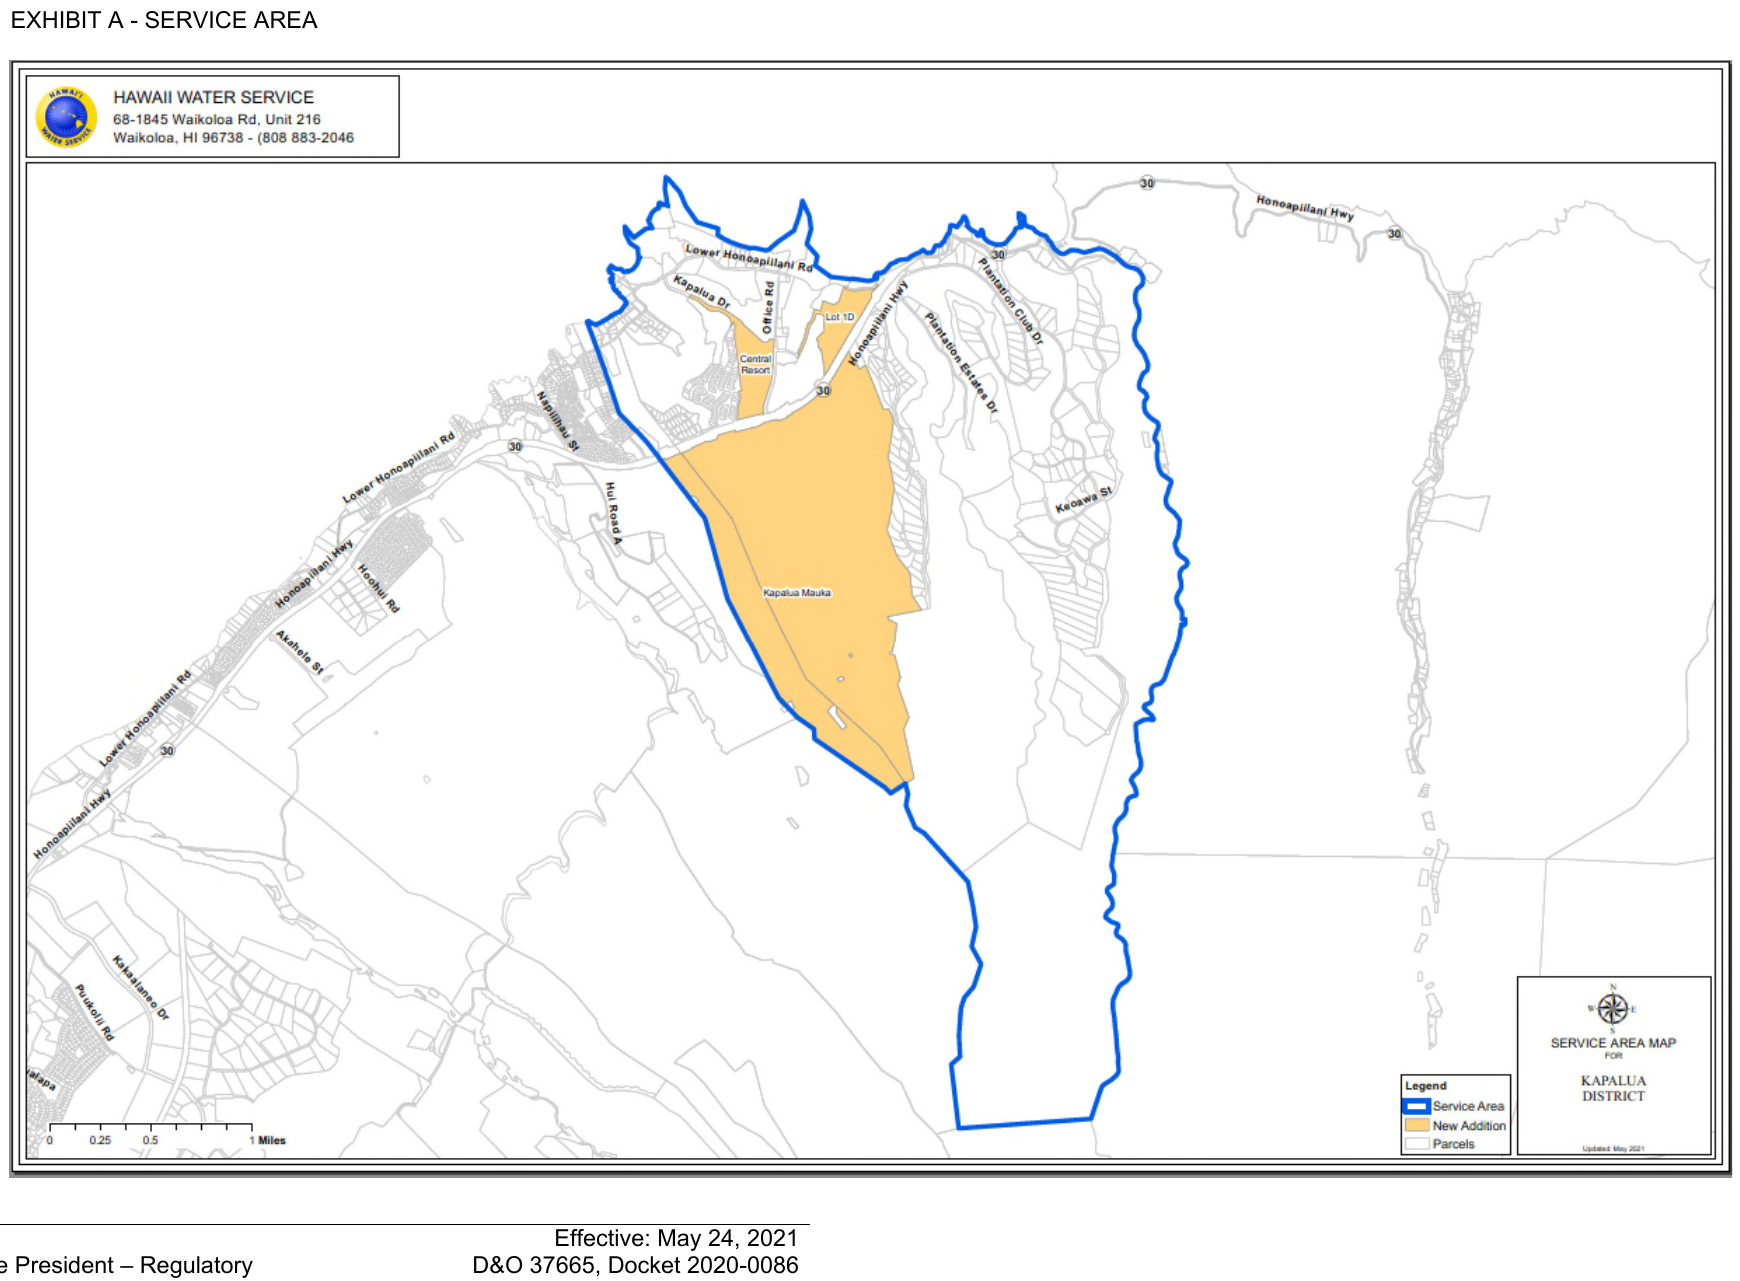 EXHIBIT A - SERVICE AREA
HAWAI'I
WATER SERVICE
HAWAII WATER SERVICE
68-1845 Waikoloa Rd, Unit 216
Waikoloa, HI 96738 - (808 883-2046
30
Honoapiilani Hwy
30
Lower Honoapiilani Rd
30
Kapalua Dr
Office Rd
Plantation Club Dr
Lot 1D
Honoapiilani Hwy
Plantation Estates Dr
Central
Resort
30
Napilihau St
Lower Honoapiilani Rd
30
Hui Road A
Keoawa St
Honoapiilani Hwy
Hoohui Rd
Kapalua Mauka
Akahele St
Lower Honoapiilani Rd
30
Honoapiilani Hwy
Kakaalaneo Dr
Puukolii Rd
alapa
0 0.25 0.5 1 Miles
N
W E
S
SERVICE AREA MAP
FOR
KAPALUA
DISTRICT
Updated: May 2021
Legend
Service Area
New Addition
Parcels
Effective: May 24, 2021
e President – Regulatory D&O 37665, Docket 2020-0086